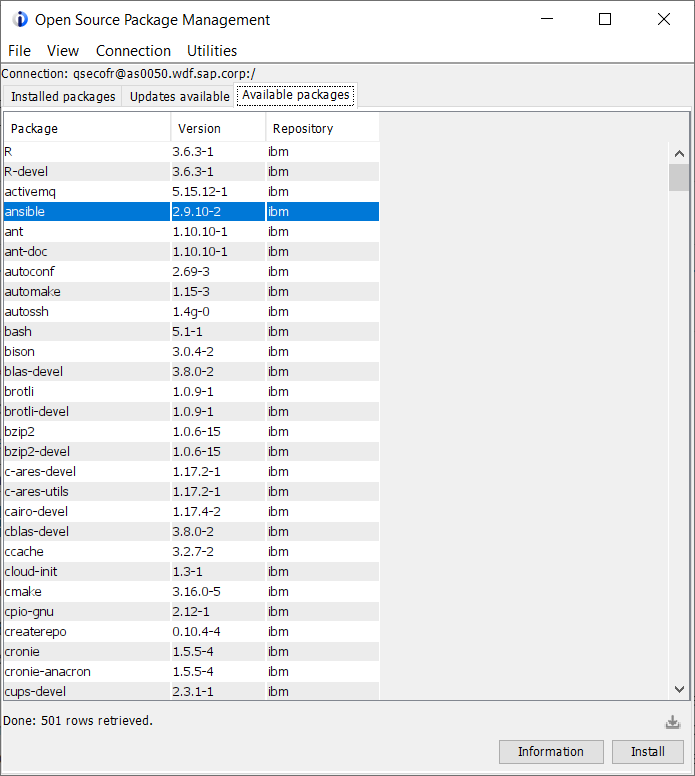 Open Source Package Management
File View Connection Utilities
Connection: qsecofr@as0050.wdf.sap.corp:/
Installed packages Updates available Available packages
Package Version Repository
R 3.6.3-1 ibm
R-devel 3.6.3-1 ibm
activemq 5.15.12-1 ibm
ansible 2.9.10-2 ibm
ant 1.10.10-1 ibm
ant-doc 1.10.10-1 ibm
autoconf 2.69-3 ibm
automake 1.15-3 ibm
autossh 1.4g-0 ibm
bash 5.1-1 ibm
bison 3.0.4-2 ibm
blas-devel 3.8.0-2 ibm
brotli 1.0.9-1 ibm
brotli-devel 1.0.9-1 ibm
bzip2 1.0.6-15 ibm
bzip2-devel 1.0.6-15 ibm
c-ares-devel 1.17.2-1 ibm
c-ares-utils 1.17.2-1 ibm
cairo-devel 1.17.4-2 ibm
cblas-devel 3.8.0-2 ibm
ccache 3.2.7-2 ibm
cloud-init 1.3-1 ibm
cmake 3.16.0-5 ibm
cpio-gnu 2.12-1 ibm
createrepo 0.10.4-4 ibm
cronie 1.5.5-4 ibm
cronie-anacron 1.5.5-4 ibm
cups-devel 2.3.1-1 ibm
Done: 501 rows retrieved.
Information Install